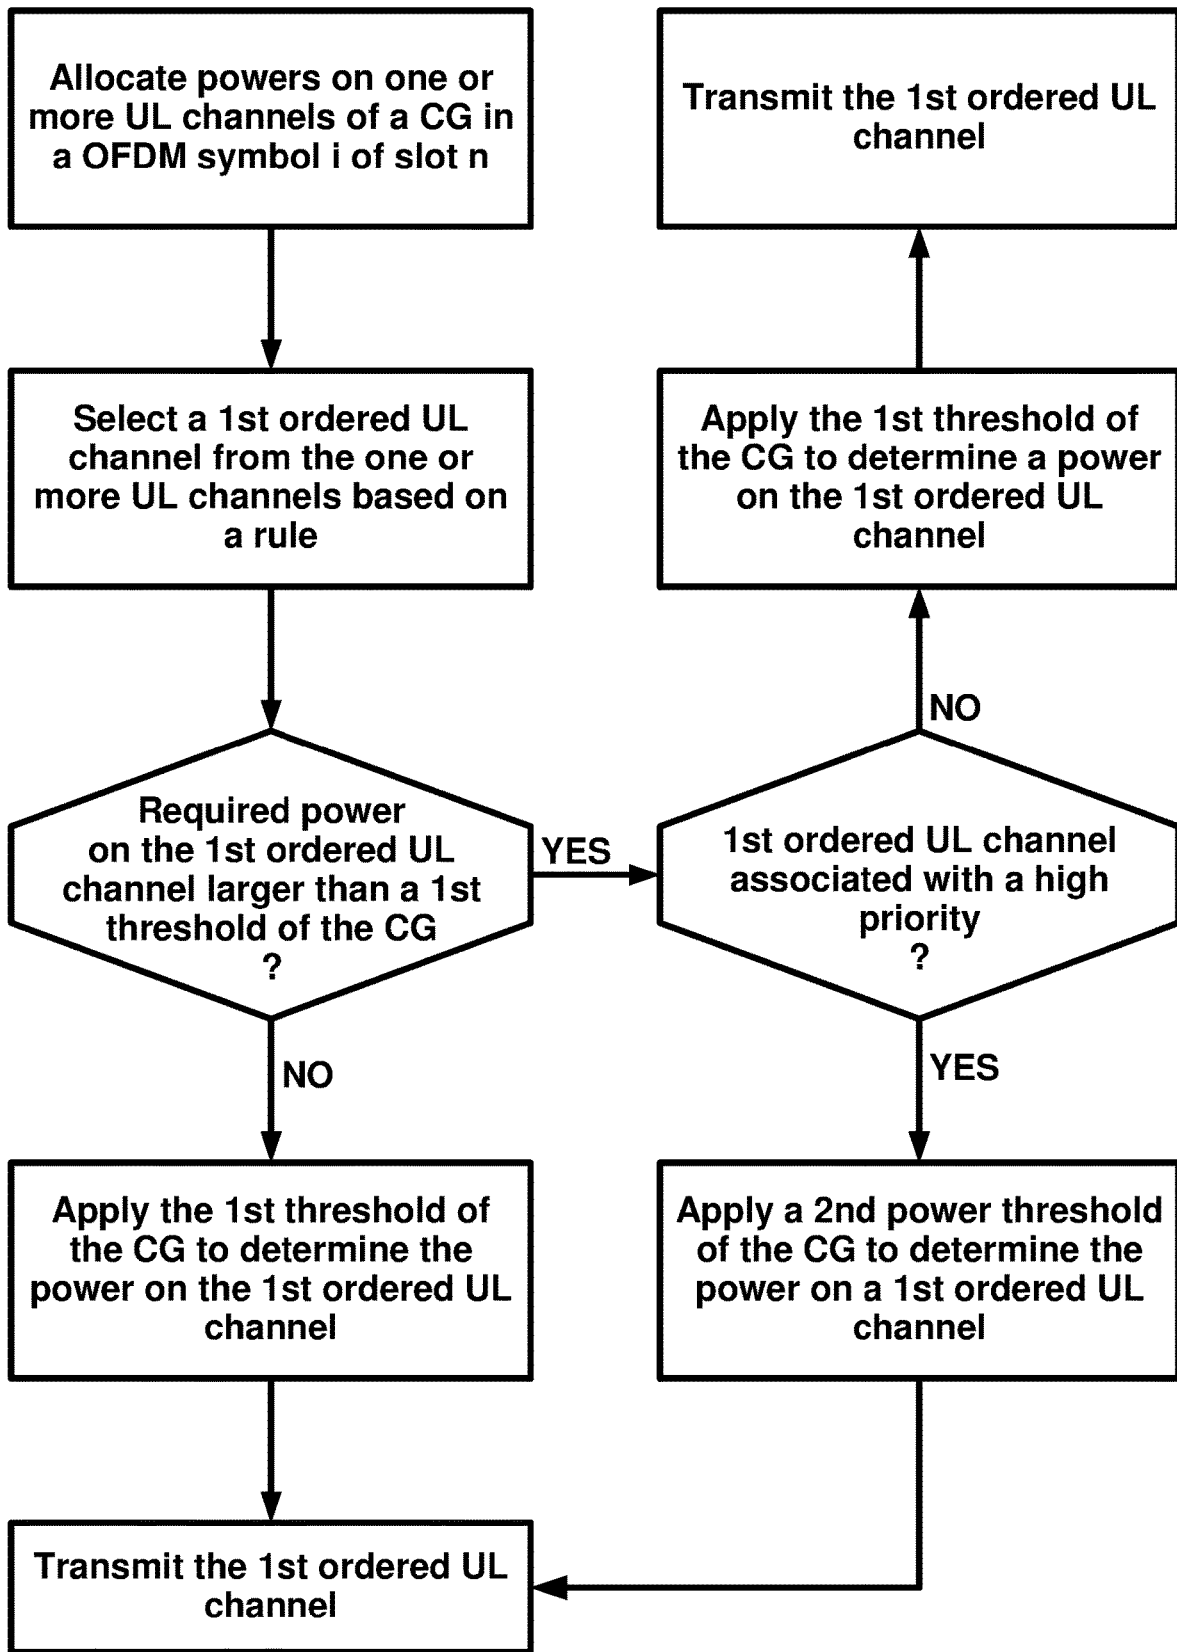 Allocate powers on one or
more UL channels of a CG in
a OFDM symbol i of slot n
Select a 1st ordered UL
channel from the one or
more UL channels based on
a rule
Required power
on the 1st ordered UL
channel larger than a 1st
threshold of the CG
?
YES
NO
Apply the 1st threshold of
the CG to determine the
power on the 1st ordered UL
channel
Transmit the 1st ordered UL
channel
Transmit the 1st ordered UL
channel
Apply the 1st threshold of
the CG to determine a power
on the 1st ordered UL
channel
NO
1st ordered UL channel
associated with a high
priority
?
YES
Apply a 2nd power threshold
of the CG to determine the
power on a 1st ordered UL
channel